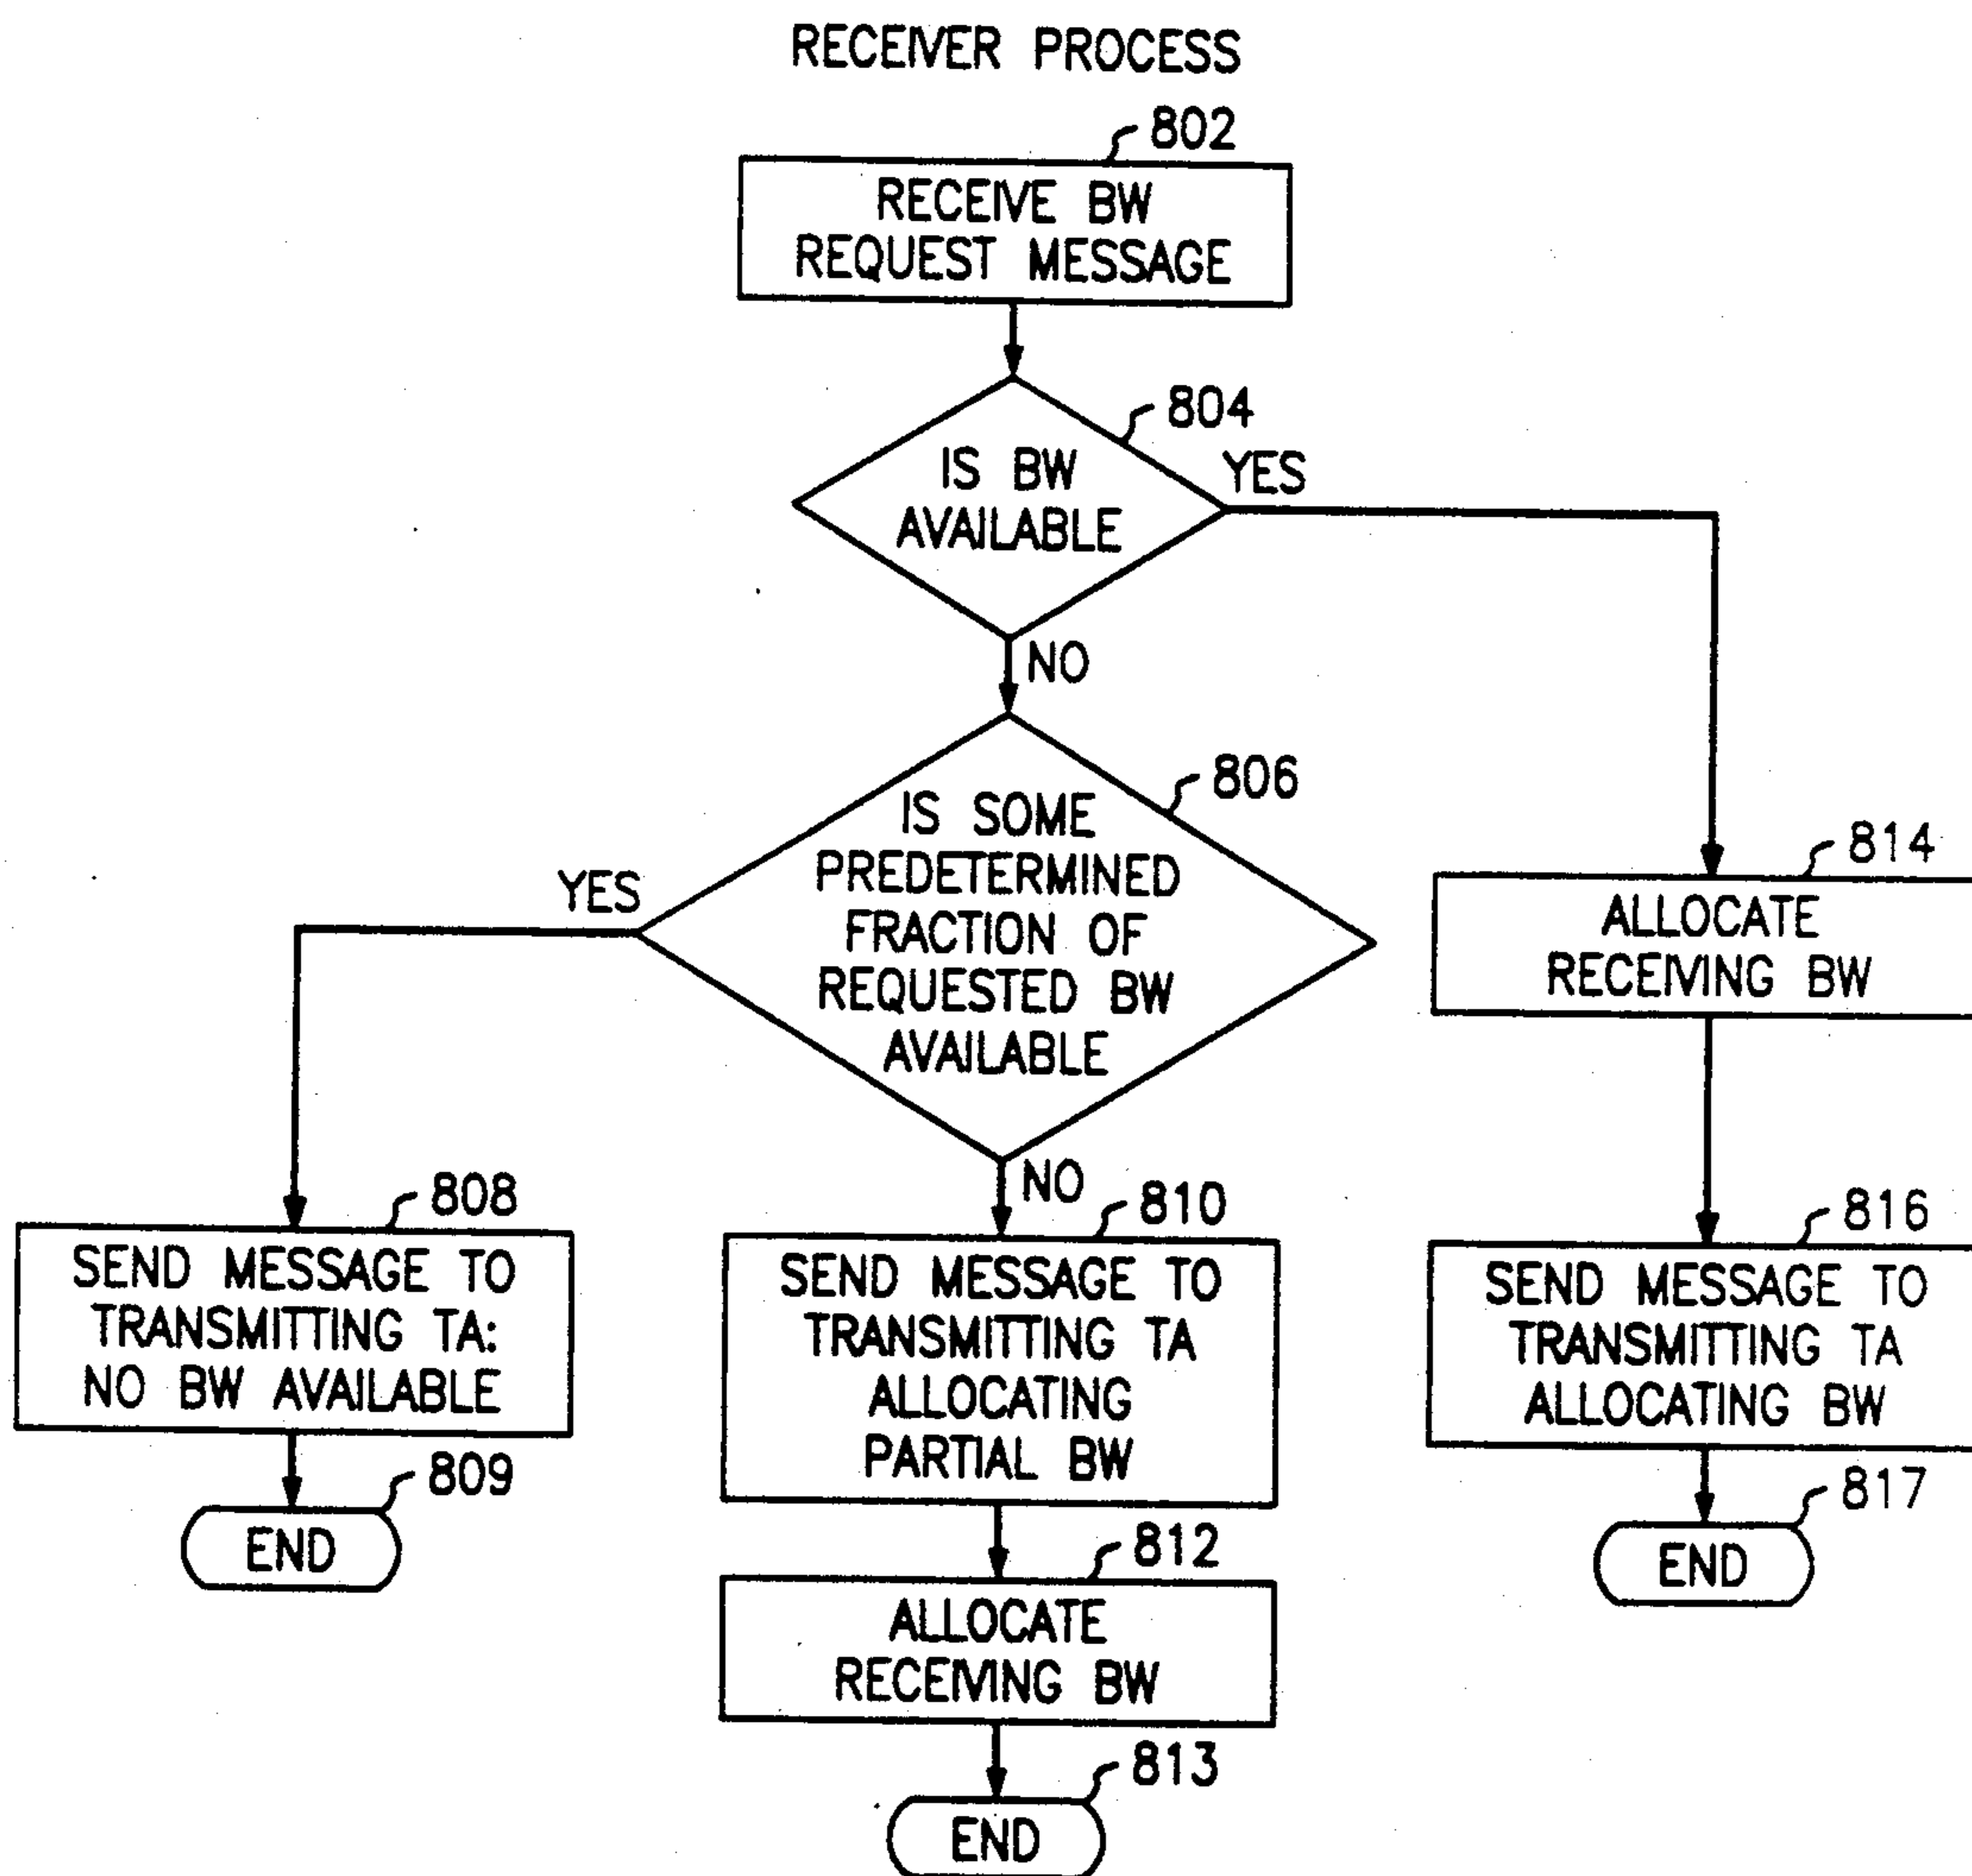 RECEIVER PROCESS
802
RECEIVE BW
REQUEST MESSAGE
804
IS BW
AVAILABLE
YES
NO
806
IS SOME
PREDETERMINED
FRACTION OF
REQUESTED BW
AVAILABLE
YES
NO
814
ALLOCATE
RECEIVING BW
808
SEND MESSAGE TO
TRANSMITTING TA:
NO BW AVAILABLE
809
END
810
SEND MESSAGE TO
TRANSMITTING TA
ALLOCATING
PARTIAL BW
812
ALLOCATE
RECEIVING BW
813
END
816
SEND MESSAGE TO
TRANSMITTING TA
ALLOCATING BW
817
END